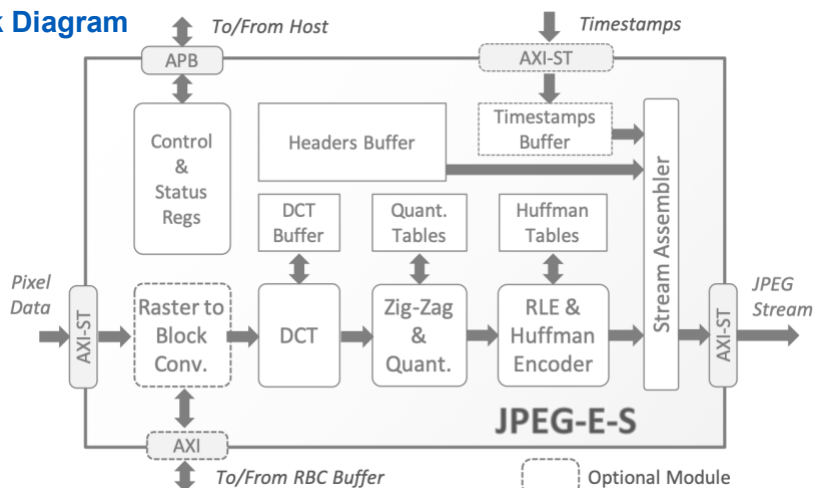 k Diagram
To/From Host
Timestamps
APB
AXI-ST
Control
&
Status
Regs
Headers Buffer
Timestamps
Buffer
DCT
Buffer
Quant.
Tables
Huffman
Tables
Stream Assembler
Pixel
Data
AXI-ST
Raster to
Block
Conv.
DCT
Zig-Zag
&
Quant.
RLE &
Huffman
Encoder
AXI-ST
JPEG
Stream
JPEG-E-S
AXI
To/From RBC Buffer
Optional Module